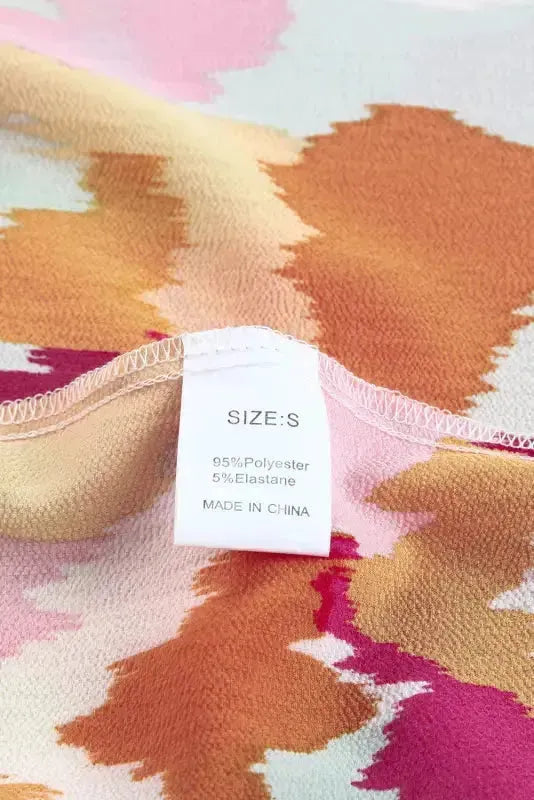 SIZE:S
95%Polyester
5%Elastane
MADE IN CHINA